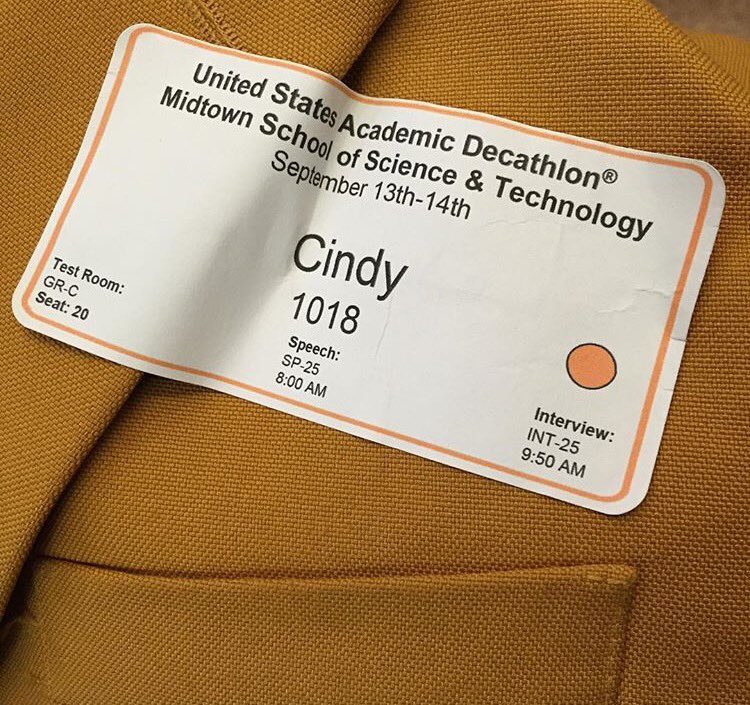 United States Academic Decathlon®
Midtown School of Science & Technology
September 13th-14th
Cindy
1018
Test Room:
GR-C
Seat: 20
Speech:
SP-25
8:00 AM
Interview:
INT-25
9:50 AM